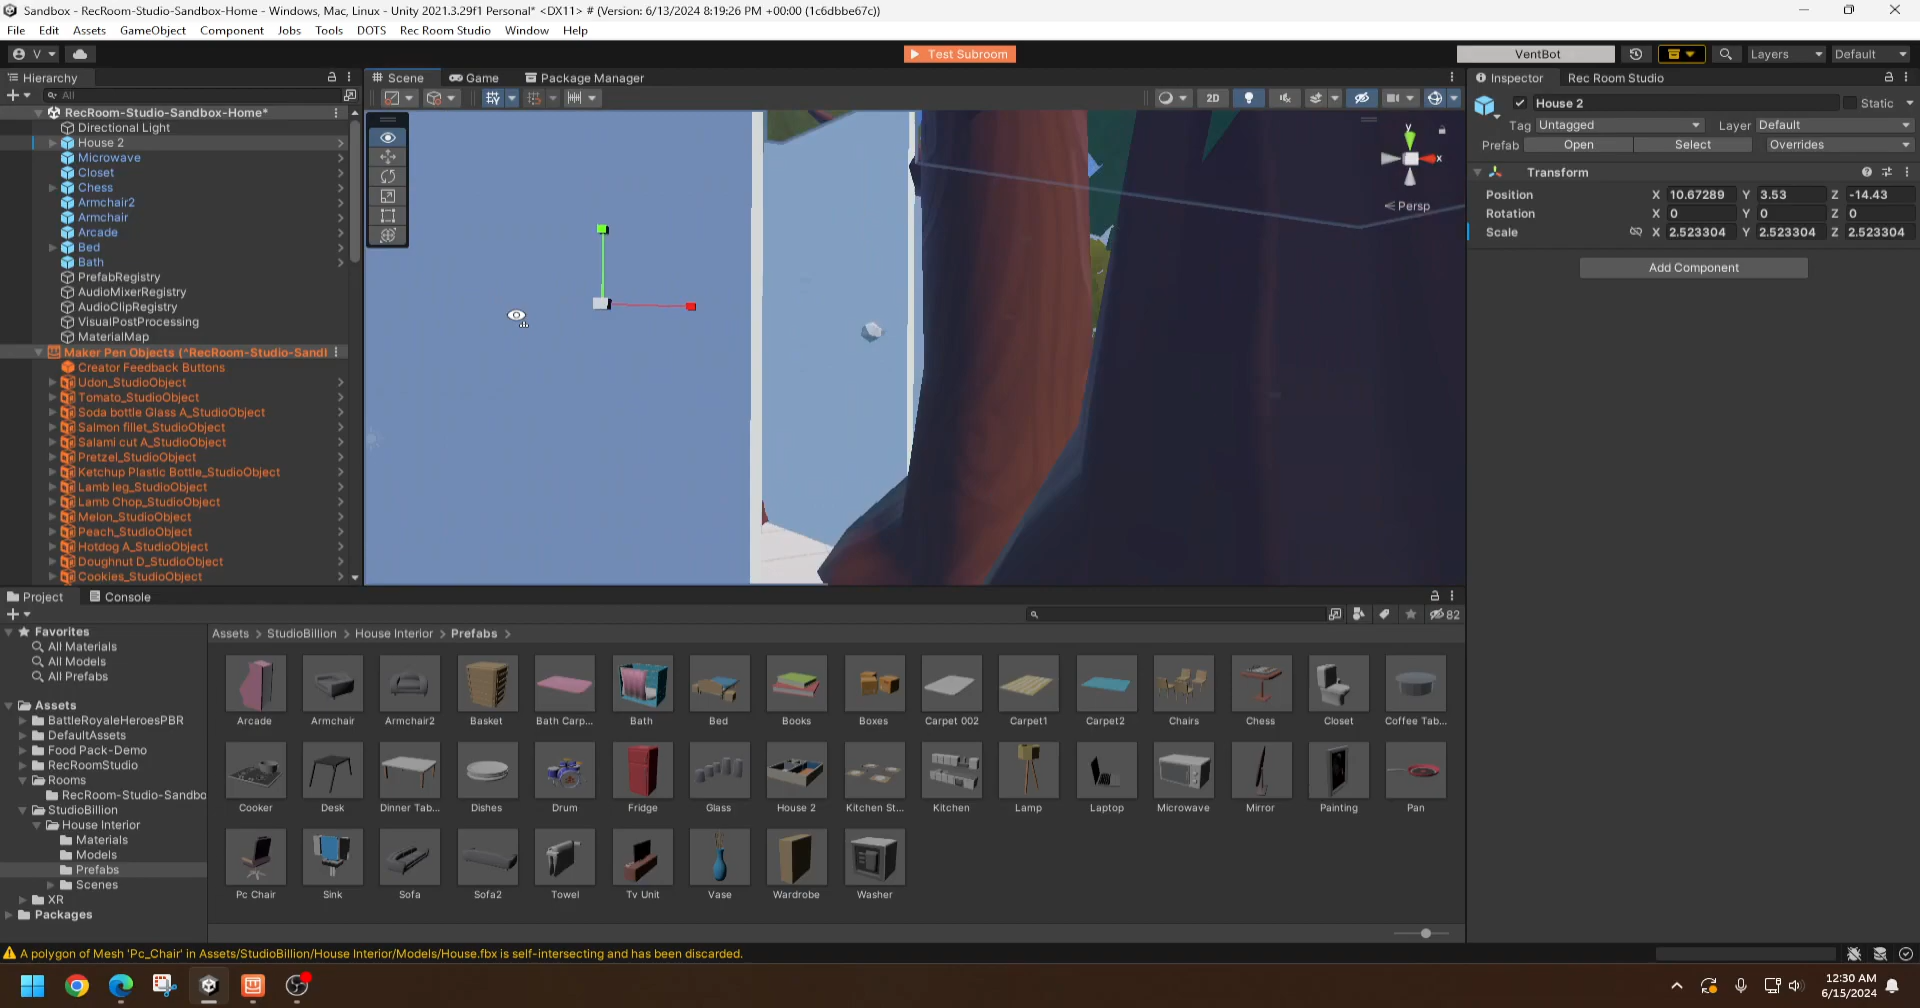 Sandbox - RecRoom-Studio-Sandbox-Home - Windows, Mac, Linux - Unity 2021.3.29f1 Personal* <DX11> # (Version: 6/13/2024 8:19:26 PM +00:00 (1c6dbbe67c))
File Edit Assets GameObject Component Jobs Tools DOTS Rec Room Studio Window Help
V Test Subroom VentBot Layers Default
Hierarchy Scene Game Package Manager Inspector Rec Room Studio
All 2D House 2 Static
RecRoom-Studio-Sandbox-Home*
Directional Light Tag Untagged Layer Default
House 2 Prefab Open Select Overrides
Microwave y x
Closet Transform
Chess Position X 10.67289 Y 3.53 Z -14.43
Armchair2 Persp
Armchair Rotation X 0 Y 0 Z 0
Arcade Scale X 2.523304 Y 2.523304 Z 2.523304
Bed
Bath Add Component
PrefabRegistry
AudioMixerRegistry
AudioClipRegistry
VisualPostProcessing
MaterialMap
Maker Pen Objects (^RecRoom-Studio-Sandl
Creator Feedback Buttons
Udon_StudioObject
Tomato_StudioObject
Soda bottle Glass A_StudioObject
Salmon fillet_StudioObject
Salami cut A_StudioObject
Pretzel_StudioObject
Ketchup Plastic Bottle_StudioObject
Lamb leg_StudioObject
Lamb Chop_StudioObject
Melon_StudioObject
Peach_StudioObject
Hotdog A_StudioObject
Doughnut D_StudioObject
Cookies_StudioObject
Project Console
82
Favorites
All Materials
All Models
All Prefabs
Assets
BattleRoyaleHeroesPBR
DefaultAssets
Food Pack-Demo
RecRoomStudio
Rooms
RecRoom-Studio-Sandbo
StudioBillion
House Interior
Materials
Models
Prefabs
Scenes
XR
Packages
Assets > StudioBillion > House Interior > Prefabs >
Arcade Armchair Armchair2 Basket Bath Carp... Bath Bed Books Boxes Carpet 002 Carpet1 Carpet2 Chairs Chess Closet Coffee Tab...
Cooker Desk Dinner Tab... Dishes Drum Fridge Glass House 2 Kitchen St... Kitchen Lamp Laptop Microwave Mirror Painting Pan
Pc Chair Sink Sofa Sofa2 Towel Tv Unit Vase Wardrobe Washer
A polygon of Mesh 'Pc_Chair' in Assets/StudioBillion/House Interior/Models/House.fbx is self-intersecting and has been discarded.
12:30 AM
6/15/2024